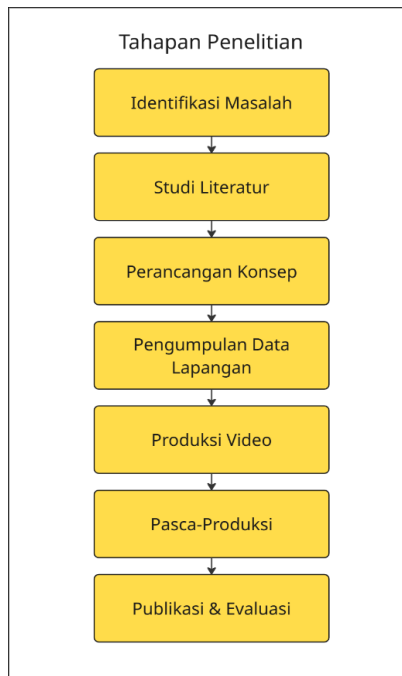 Tahapan Penelitian
Identifikasi Masalah
Studi Literatur
Perancangan Konsep
Pengumpulan Data
Lapangan
Produksi Video
Pasca-Produksi
Publikasi & Evaluasi